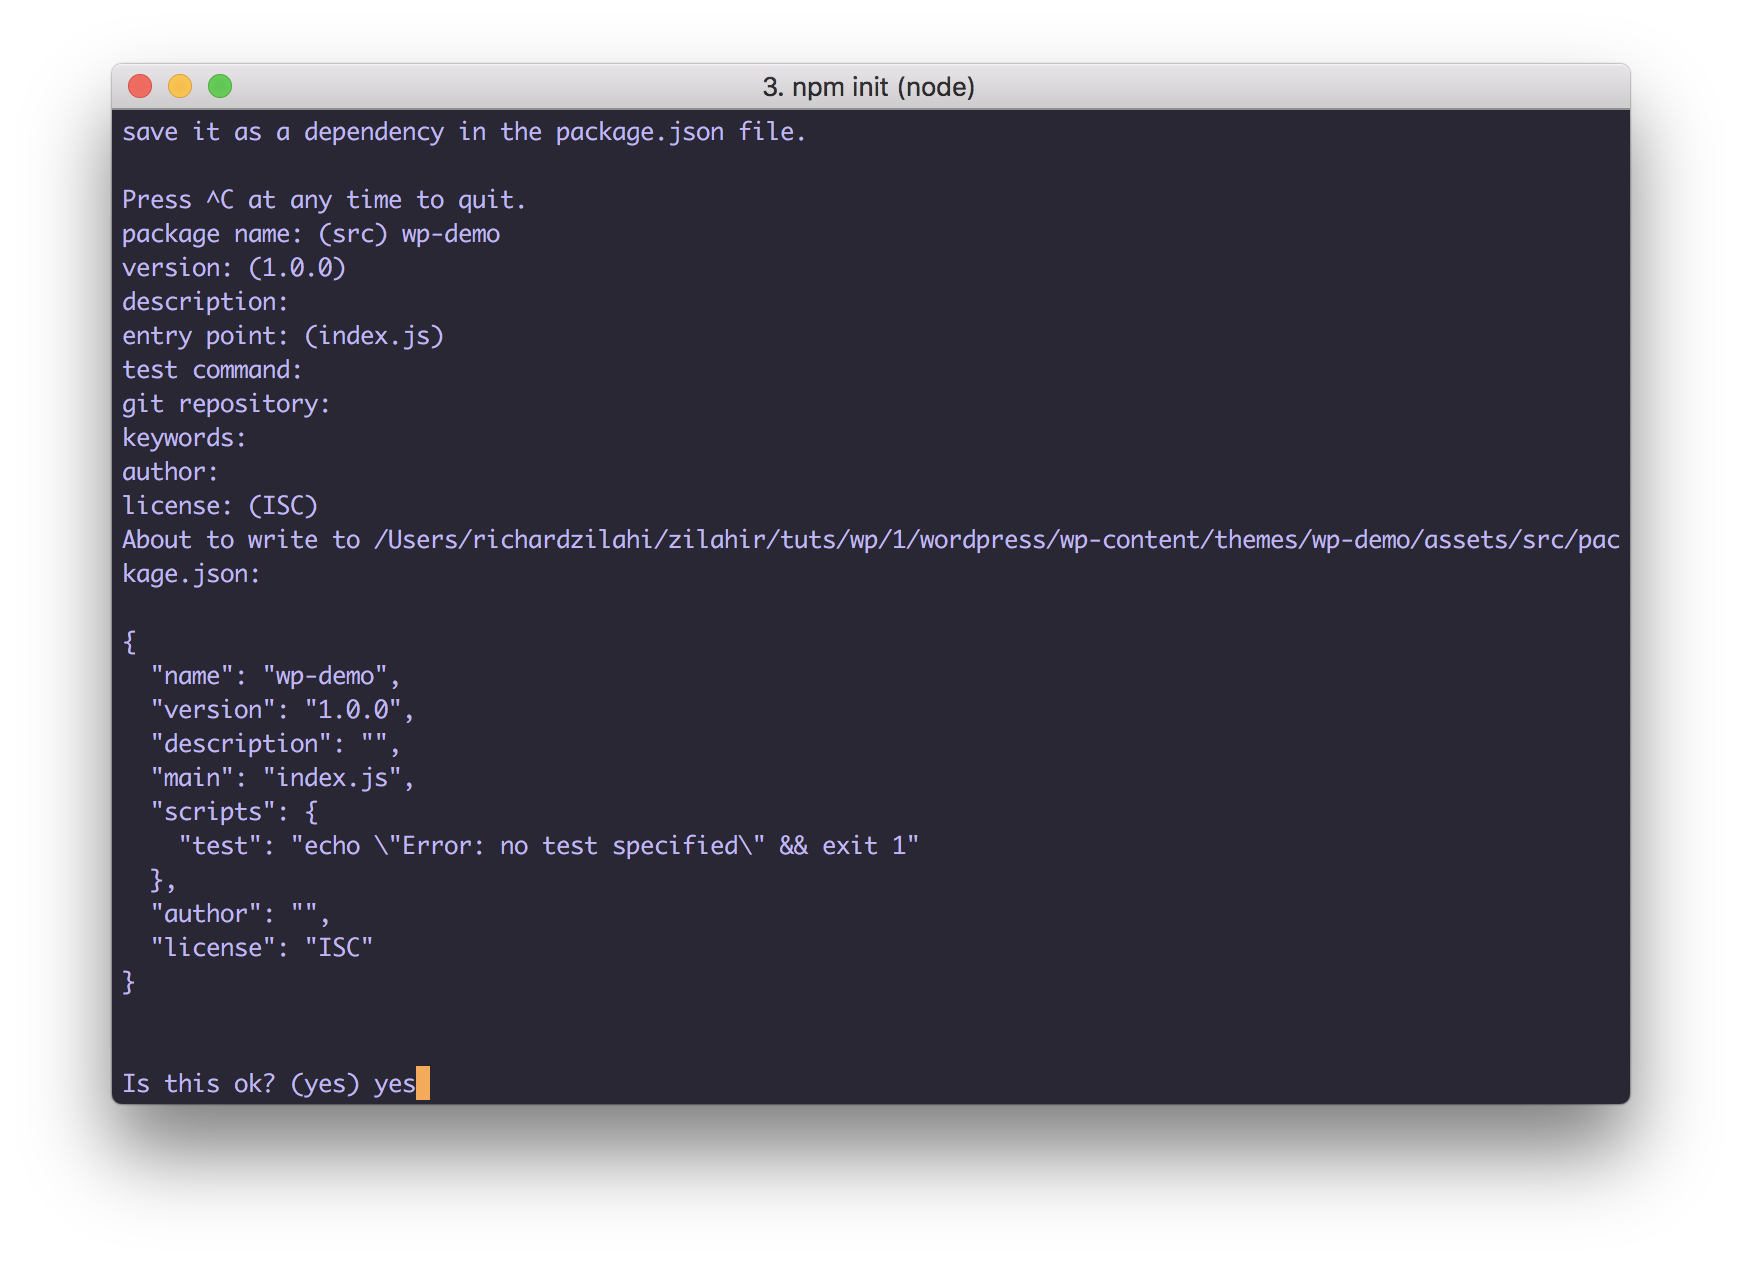 3. npm init (node)
save it as a dependency in the package.json file.
Press ^C at any time to quit.
package name: (src) wp-demo
version: (1.0.0)
description:
entry point: (index.js)
test command:
git repository:
keywords:
author:
license: (ISC)
About to write to /Users/richardzilahi/zilahir/tuts/wp/1/wordpress/wp-content/themes/wp-demo/assets/src/pac
kage.json:
{
  "name": "wp-demo",
  "version": "1.0.0",
  "description": "",
  "main": "index.js",
  "scripts": {
    "test": "echo \"Error: no test specified\" && exit 1"
  },
  "author": "",
  "license": "ISC"
}
Is this ok? (yes) yes